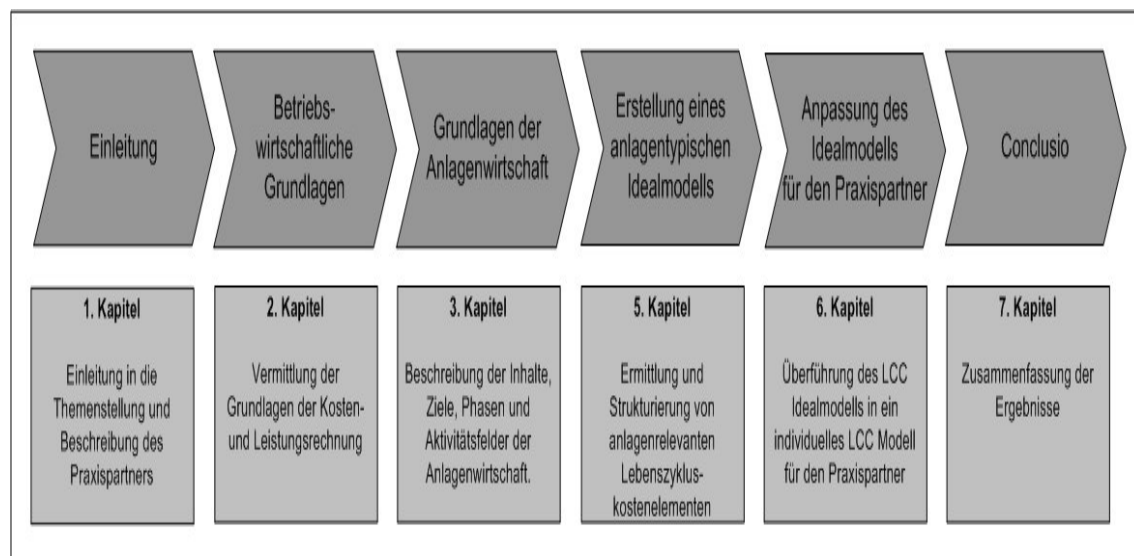 Einleitung
Betriebs-
wirtschaftliche
Grundlagen
Grundlagen der
Anlagenwirtschaft
Erstellung eines
anlagentypischen
Idealmodells
Anpassung des
Idealmodells
für den Praxispartner
Conclusio
1. Kapitel
Einleitung in die
Themenstellung und
Beschreibung des
Praxispartners
2. Kapitel
Vermittlung der
Grundlagen der Kosten-
und Leistungsrechnung
3. Kapitel
Beschreibung der Inhalte,
Ziele, Phasen und
Aktivitätsfelder der
Anlagenwirtschaft.
5. Kapitel
Ermittlung und
Strukturierung von
anlagenrelevanten
Lebenszyklus-
kostenelementen
6. Kapitel
Überführung des LCC
Idealmodells in ein
individuelles LCC Modell
für den Praxispartner
7. Kapitel
Zusammenfassung der
Ergebnisse